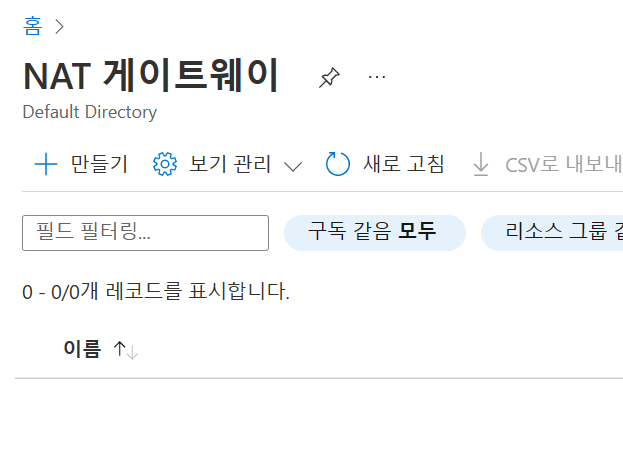 홈
NAT 게이트웨이 ...
Default Directory
만들기 보기 관리 새로 고침 CSV로 내보내
필드 필터링... 구독 같음 모두 리소스 그룹
0 - 0/0개 레코드를 표시합니다.
이름